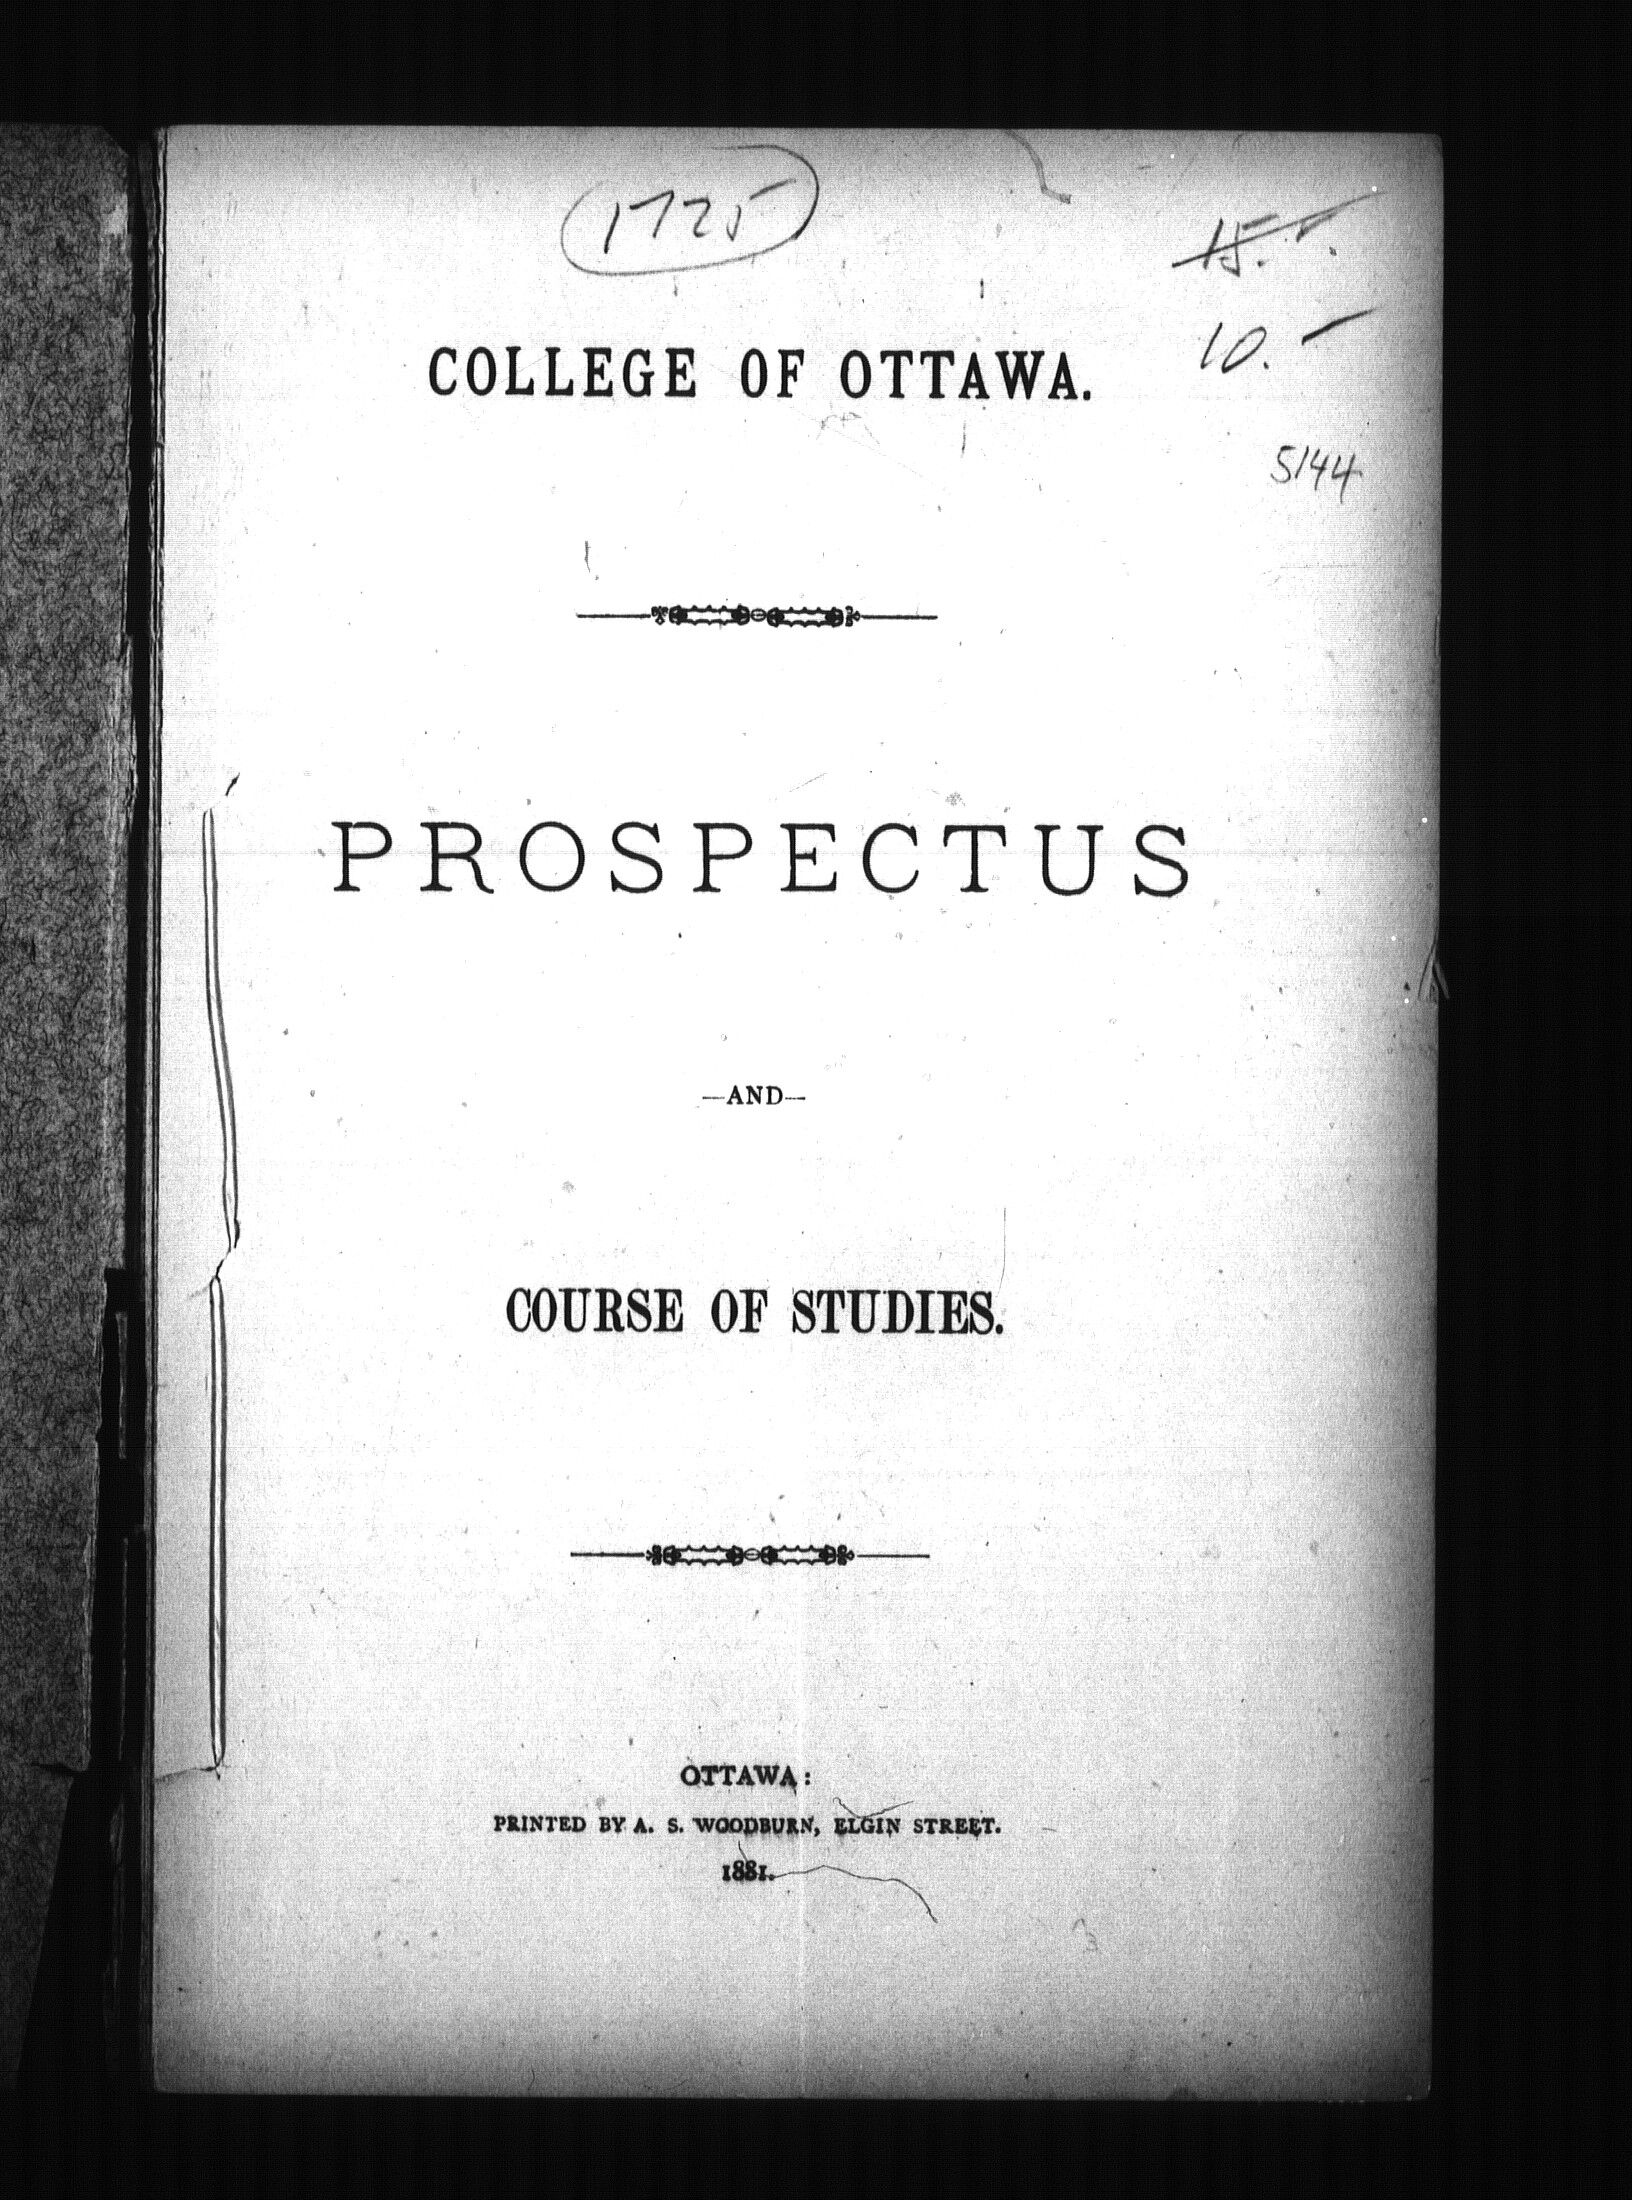 1725
15.-
10.-
COLLEGE OF OTTAWA.
5144
PROSPECTUS
—AND—
COURSE OF STUDIES.
OTTAWA:
PRINTED BY A. S. WOODBURN, ELGIN STREET.
1881.